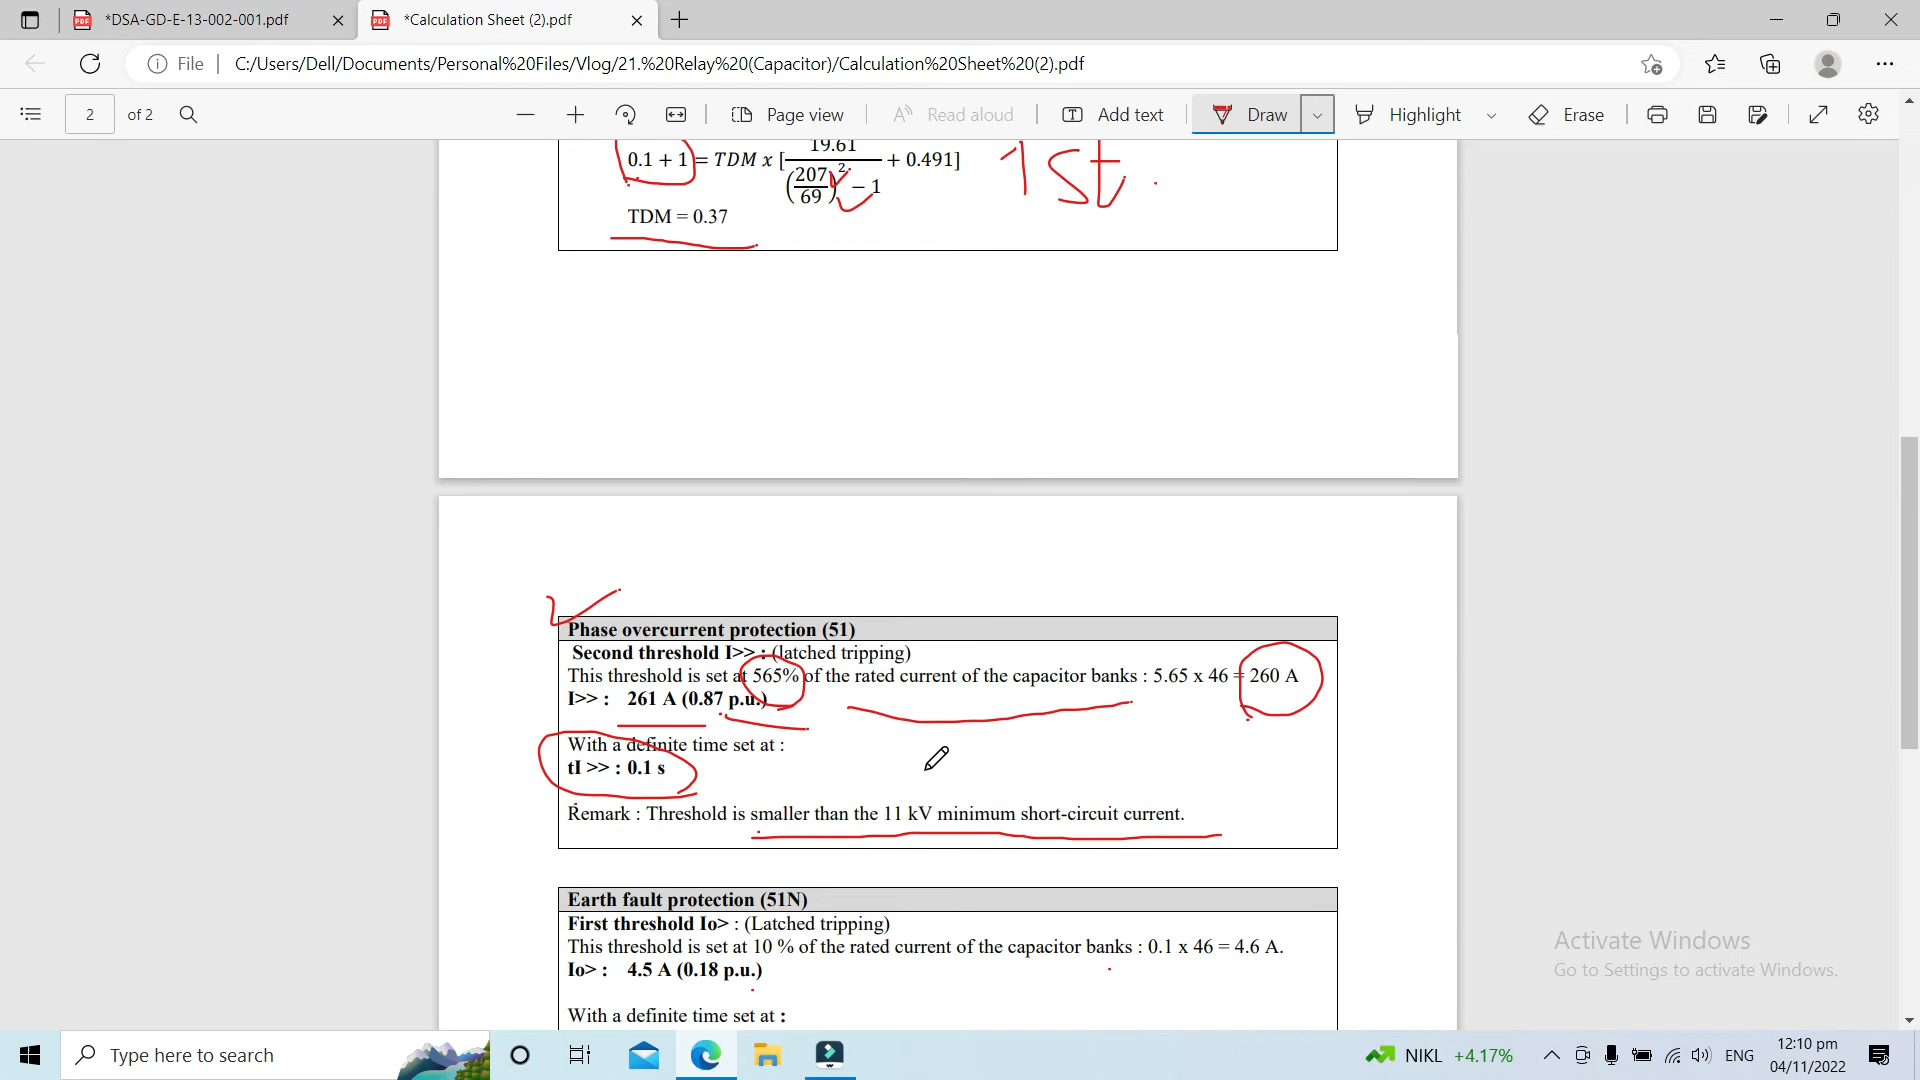 *DSA-GD-E-13-002-001.pdf
*Calculation Sheet (2).pdf
File
C:/Users/Dell/Documents/Personal%20Files/Vlog/21.%20Relay%20(Capacitor)/Calculation%20Sheet%20(2).pdf
2 of 2
Page view
Read aloud
Add text
Draw
Highlight
Erase
0.1 + 1 = TDM x [ 19.61 / ((207/69)^2 − 1) + 0.491]
1st.
TDM = 0.37
Phase overcurrent protection (51)
Second threshold I>> : (latched tripping)
This threshold is set at 565% of the rated current of the capacitor banks : 5.65 x 46 = 260 A
I>> : 261 A (0.87 p.u.)
With a definite time set at :
tI >> : 0.1 s
Remark : Threshold is smaller than the 11 kV minimum short-circuit current.
Earth fault protection (51N)
First threshold Io> : (Latched tripping)
This threshold is set at 10 % of the rated current of the capacitor banks : 0.1 x 46 = 4.6 A.
Io> : 4.5 A (0.18 p.u.)
With a definite time set at :
Activate Windows
Go to Settings to activate Windows.
Type here to search
NIKL +4.17%
ENG
12:10 pm
04/11/2022